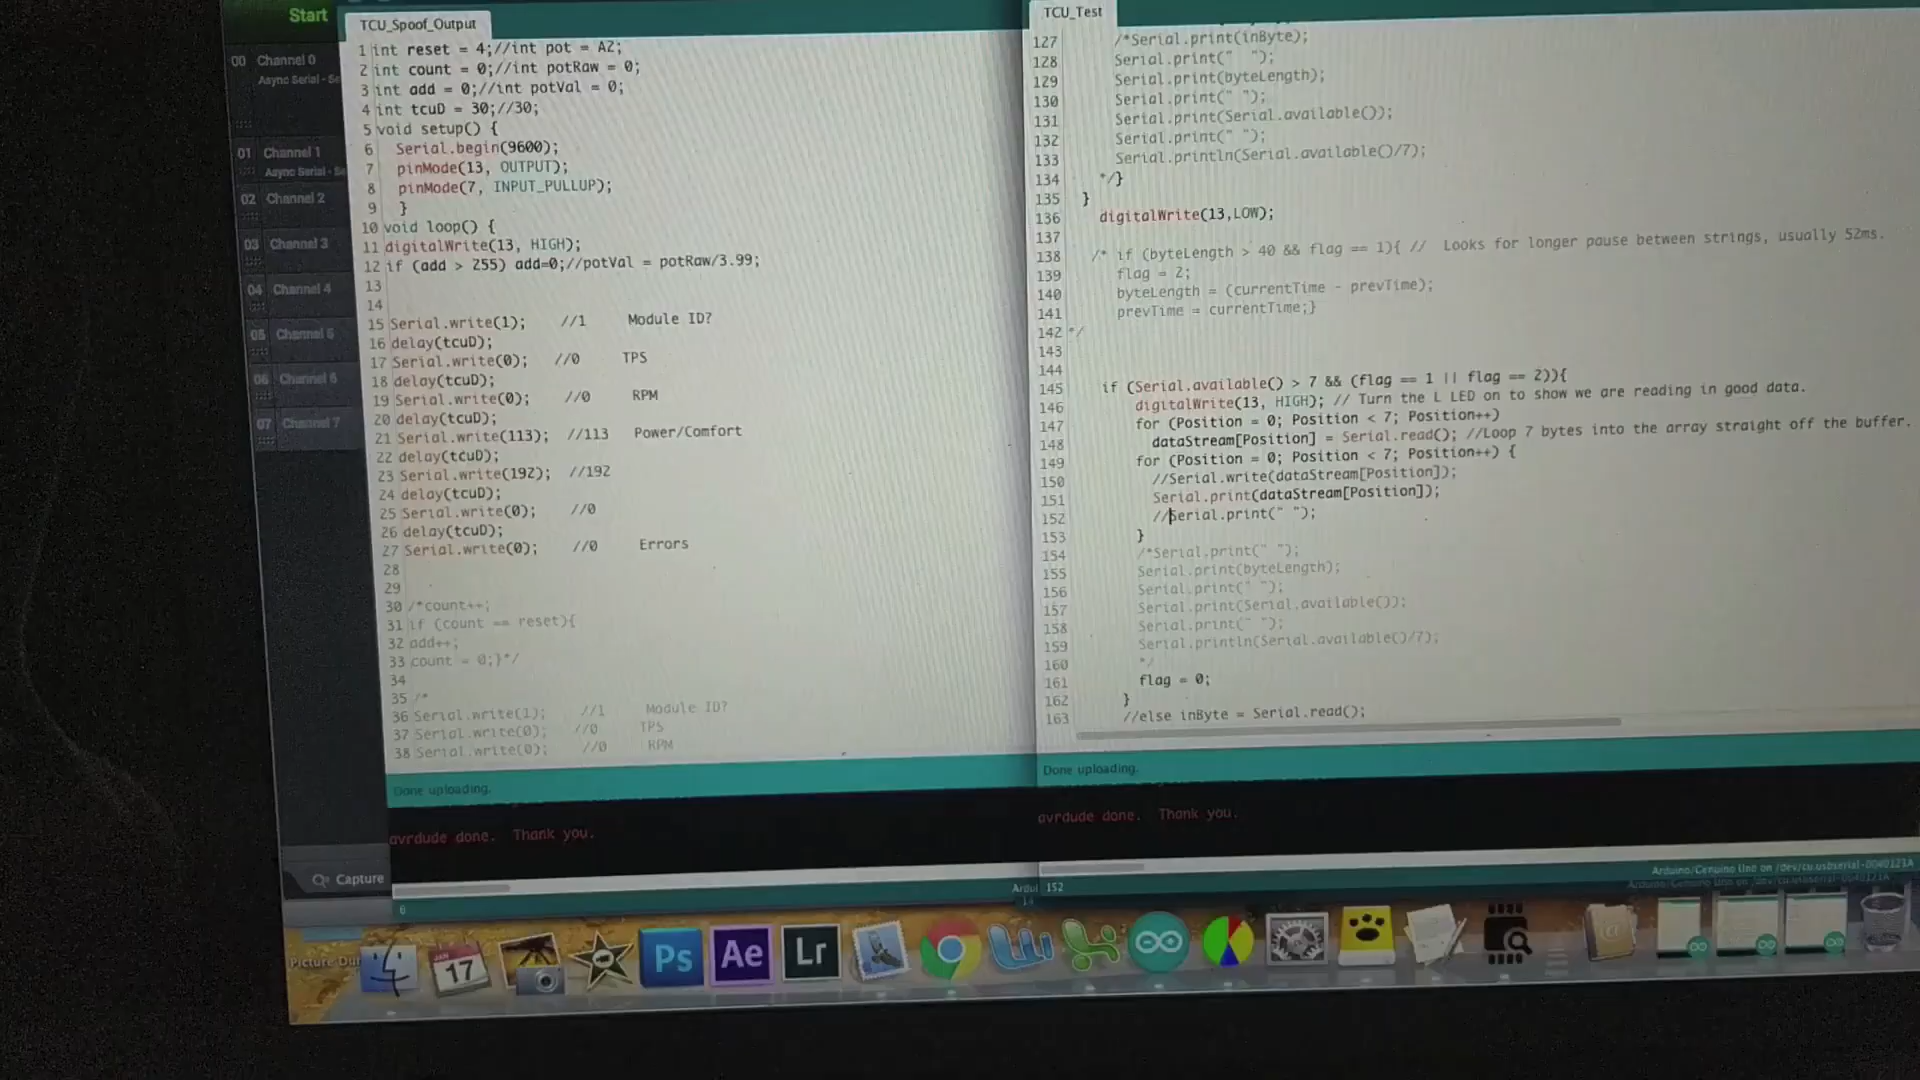 Start
00 Channel 0
Async Serial - Se
01 Channel 1
Async Serial - Se
02 Channel 2
03 Channel 3
04 Channel 4
05 Channel 5
06 Channel 6
07 Channel 7
Capture
TCU_Spoof_Output
1 int reset = 4;//int pot = A2;
2 int count = 0;//int potRaw = 0;
3 int add = 0;//int potVal = 0;
4 int tcuD = 30;//30;
5 void setup() {
6 Serial.begin(9600);
7 pinMode(13, OUTPUT);
8 pinMode(7, INPUT_PULLUP);
9 }
10 void loop() {
11 digitalWrite(13, HIGH);
12 if (add > 255) add=0;//potVal = potRaw/3.99;
13
14
15 Serial.write(1); //1 Module ID?
16 delay(tcuD);
17 Serial.write(0); //0 TPS
18 delay(tcuD);
19 Serial.write(0); //0 RPM
20 delay(tcuD);
21 Serial.write(113); //113 Power/Comfort
22 delay(tcuD);
23 Serial.write(192); //192
24 delay(tcuD);
25 Serial.write(0); //0
26 delay(tcuD);
27 Serial.write(0); //0 Errors
28
29
30 /*count++;
31 if (count == reset){
32 add++;
33 count = 0;}*/
34
35 /*
36 Serial.write(1); //1 Module ID?
37 Serial.write(0); //0 TPS
38 Serial.write(0); //0 RPM
Done uploading.
avrdude done. Thank you.
6
Ardui
14
TCU_Test
127 /*Serial.print(inByte);
128 Serial.print(" ");
129 Serial.print(byteLength);
130 Serial.print(" ");
131 Serial.print(Serial.available());
132 Serial.print(" ");
133 Serial.println(Serial.available()/7);
134 */}
135 }
136 digitalWrite(13,LOW);
137
138 /* if (byteLength > 40 && flag == 1){ // Looks for longer pause between strings, usually 52ms.
139 flag = 2;
140 byteLength = (currentTime - prevTime);
141 prevTime = currentTime;}
142 */
143
144
145 if (Serial.available() > 7 && (flag == 1 || flag == 2)){
146 digitalWrite(13, HIGH); // Turn the L LED on to show we are reading in good data.
147 for (Position = 0; Position < 7; Position++)
148 dataStream[Position] = Serial.read(); //Loop 7 bytes into the array straight off the buffer.
149 for (Position = 0; Position < 7; Position++) {
150 //Serial.write(dataStream[Position]);
151 Serial.print(dataStream[Position]);
152 //Serial.print(" ");
153 }
154 /*Serial.print(" ");
155 Serial.print(byteLength);
156 Serial.print(" ");
157 Serial.print(Serial.available());
158 Serial.print(" ");
159 Serial.println(Serial.available()/7);
160 */
161 flag = 0;
162 }
163 //else inByte = Serial.read();
Done uploading.
avrdude done. Thank you.
152
Arduino/Genuino Uno on /dev/cu.usbserial-
JAN
17
Ps
Ae
Lr